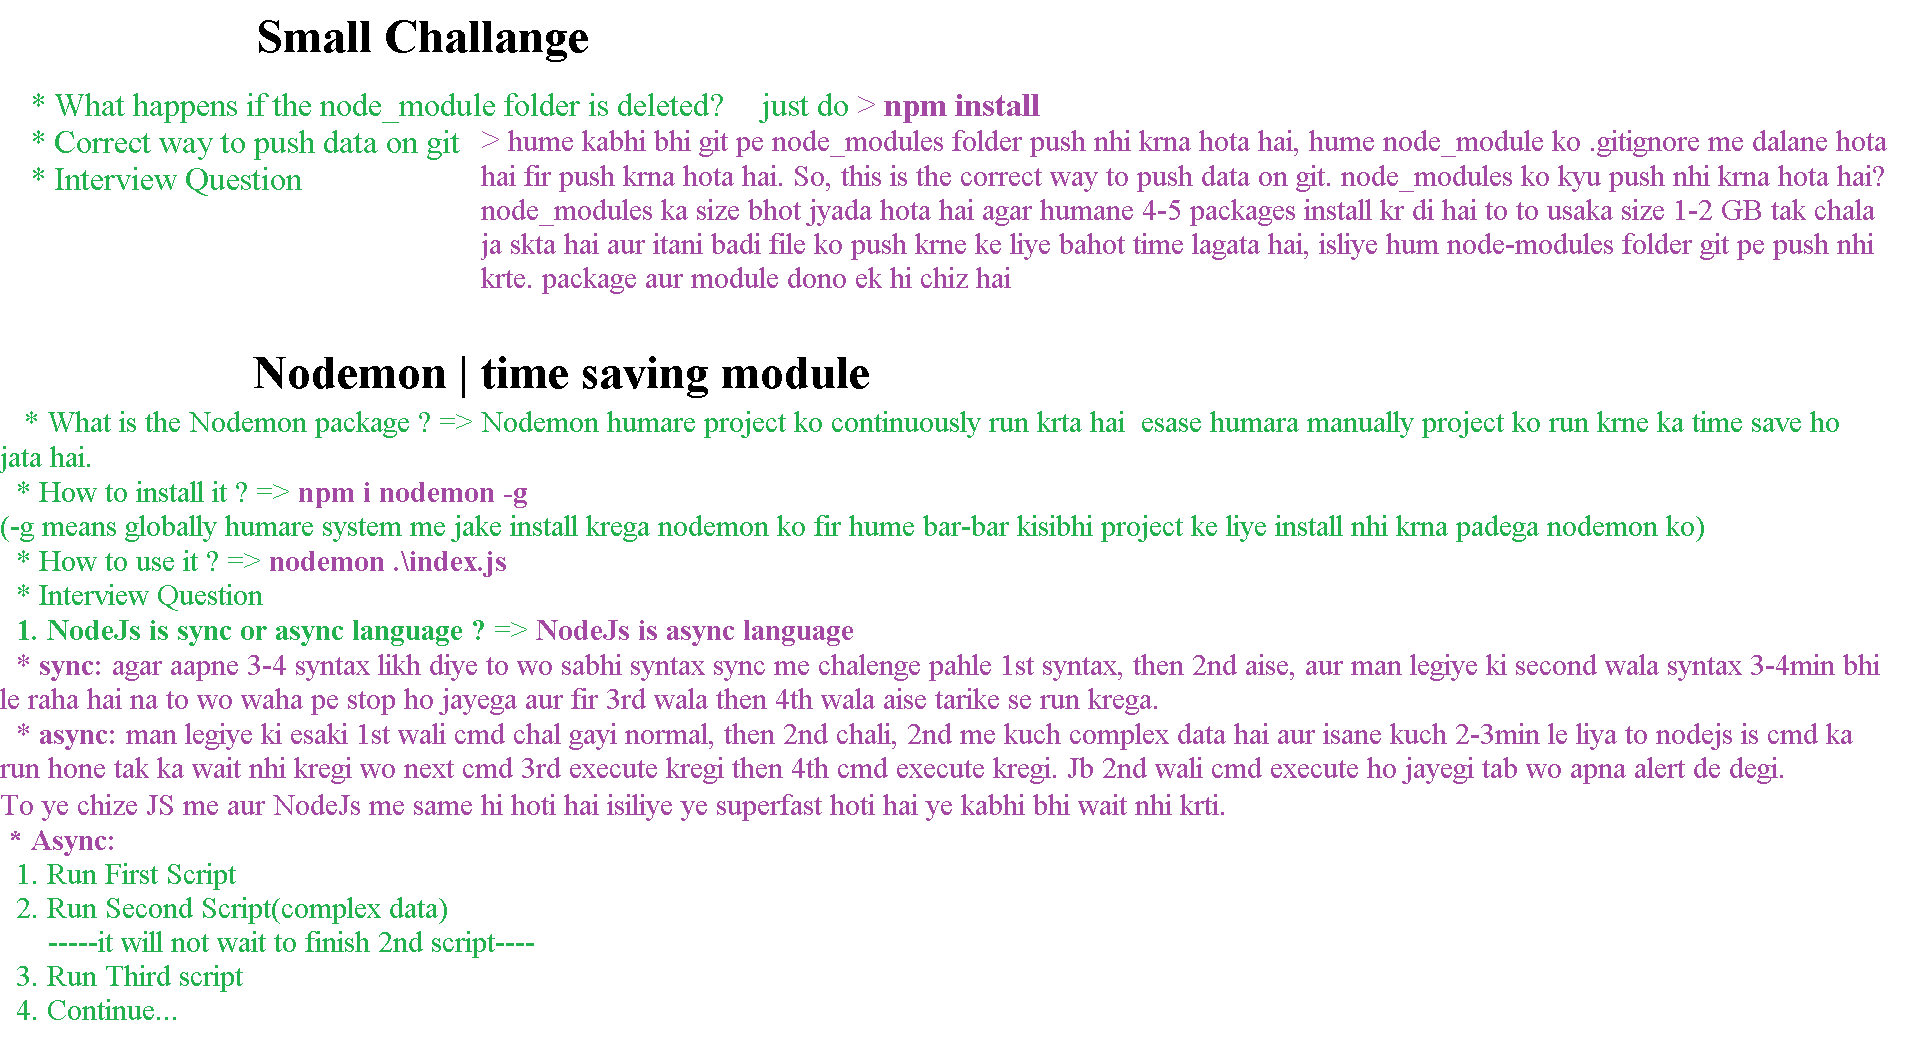 Small Challange
* What happens if the node_module folder is deleted? just do > npm install
* Correct way to push data on git
* Interview Question
> hume kabhi bhi git pe node_modules folder push nhi krna hota hai, hume node_module ko .gitignore me dalane hota
hai fir push krna hota hai. So, this is the correct way to push data on git. node_modules ko kyu push nhi krna hota hai?
node_modules ka size bhot jyada hota hai agar humane 4-5 packages install kr di hai to to usaka size 1-2 GB tak chala
ja skta hai aur itani badi file ko push krne ke liye bahot time lagata hai, isliye hum node-modules folder git pe push nhi
krte. package aur module dono ek hi chiz hai
Nodemon | time saving module
* What is the Nodemon package ? => Nodemon humare project ko continuously run krta hai esase humara manually project ko run krne ka time save ho
jata hai.
* How to install it ? => npm i nodemon -g
(-g means globally humare system me jake install krega nodemon ko fir hume bar-bar kisibhi project ke liye install nhi krna padega nodemon ko)
* How to use it ? => nodemon .\index.js
* Interview Question
1. NodeJs is sync or async language ? => NodeJs is async language
* sync: agar aapne 3-4 syntax likh diye to wo sabhi syntax sync me chalenge pahle 1st syntax, then 2nd aise, aur man legiye ki second wala syntax 3-4min bhi
le raha hai na to wo waha pe stop ho jayega aur fir 3rd wala then 4th wala aise tarike se run krega.
* async: man legiye ki esaki 1st wali cmd chal gayi normal, then 2nd chali, 2nd me kuch complex data hai aur isane kuch 2-3min le liya to nodejs is cmd ka
run hone tak ka wait nhi kregi wo next cmd 3rd execute kregi then 4th cmd execute kregi. Jb 2nd wali cmd execute ho jayegi tab wo apna alert de degi.
To ye chize JS me aur NodeJs me same hi hoti hai isiliye ye superfast hoti hai ye kabhi bhi wait nhi krti.
* Async:
1. Run First Script
2. Run Second Script(complex data)
-----it will not wait to finish 2nd script----
3. Run Third script
4. Continue...